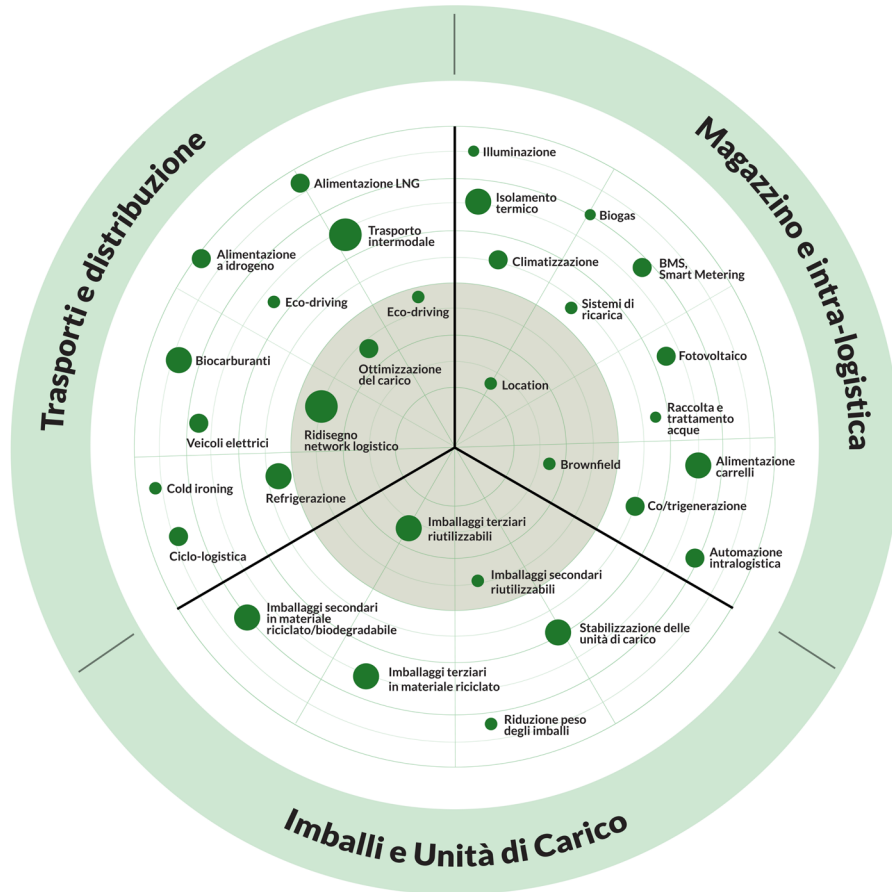 Trasporti e distribuzione
Magazzino e intra-logistica
Imballi e Unità di Carico
Alimentazione LNG
Trasporto
intermodale
Alimentazione
a idrogeno
Eco-driving
Eco-driving
Biocarburanti
Ottimizzazione
del carico
Ridisegno
network logistico
Veicoli elettrici
Cold ironing
Refrigerazione
Ciclo-logistica
Illuminazione
Isolamento
termico
Biogas
Climatizzazione
BMS,
Smart Metering
Sistemi di
ricarica
Fotovoltaico
Location
Raccolta e
trattamento
acque
Brownfield
Alimentazione
carrelli
Co/trigenerazione
Automazione
intralogistica
Imballaggi terziari
riutilizzabili
Imballaggi secondari
riutilizzabili
Imballaggi secondari
in materiale
riciclato/biodegradabile
Stabilizzazione delle
unità di carico
Imballaggi terziari
in materiale riciclato
Riduzione peso
degli imballi